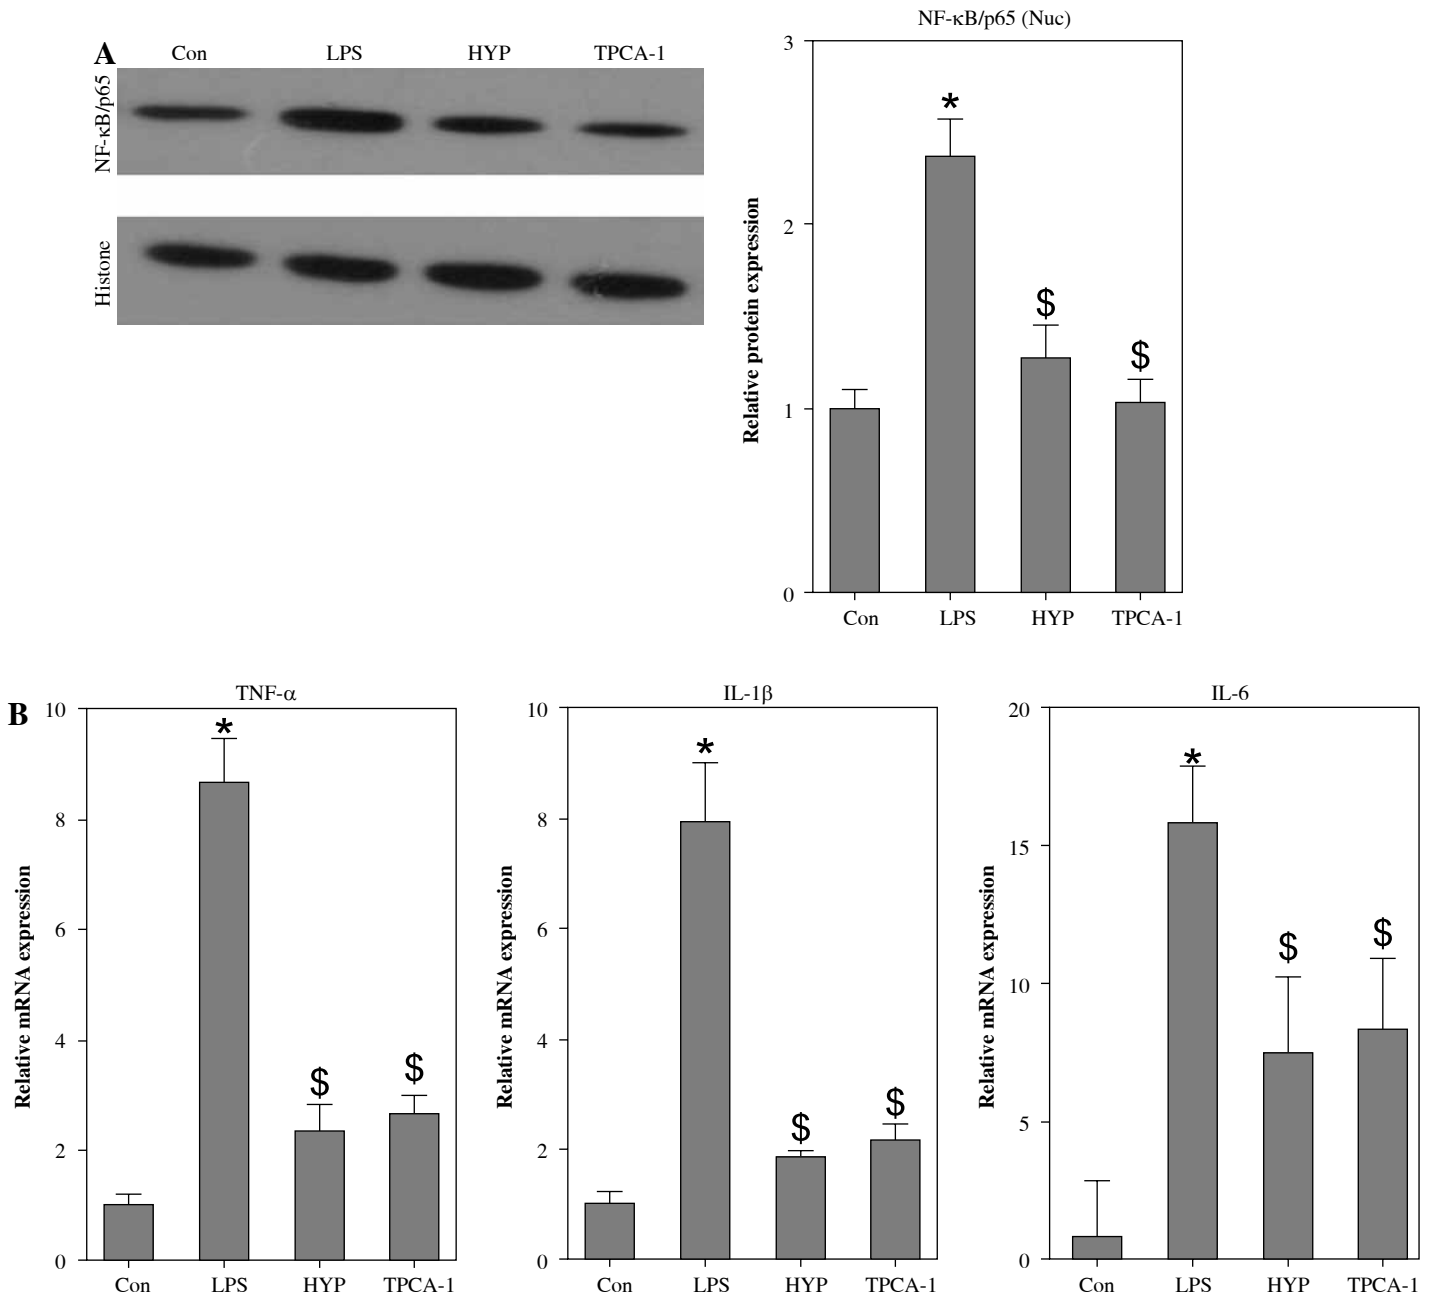 A
Con LPS HYP TPCA-1
NF-κB/p65
Histone
NF-κB/p65 (Nuc)
Relative protein expression
3
2
1
0
Con LPS HYP TPCA-1
*
$
$
B
TNF-α
Relative mRNA expression
10
8
6
4
2
0
Con LPS HYP TPCA-1
*
$
$
IL-1β
Relative mRNA expression
10
8
6
4
2
0
Con LPS HYP TPCA-1
*
$
$
IL-6
Relative mRNA expression
20
15
10
5
0
Con LPS HYP TPCA-1
*
$
$